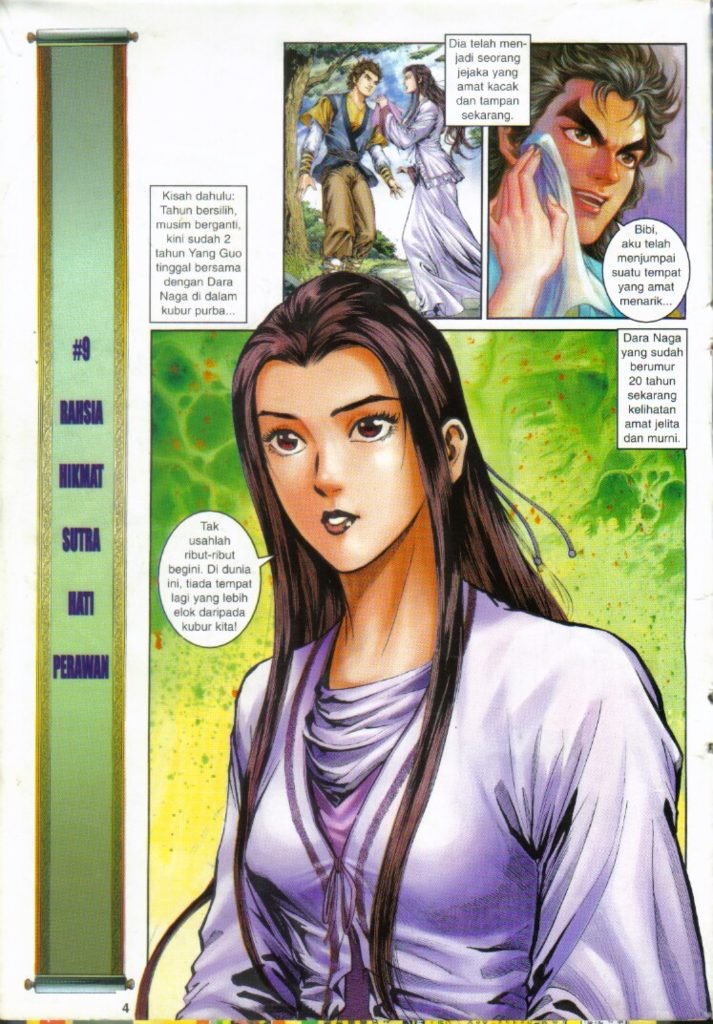 #9
RAHSIA
HIKMAT
SUTRA
HATI
PERAWAN
Kisah dahulu:
Tahun bersilih,
musim berganti,
kini sudah 2
tahun Yang Guo
tinggal bersama
dengan Dara
Naga di dalam
kubur purba...
Dia telah men-
jadi seorang
jejaka yang
amat kacak
dan tampan
sekarang.
Bibi,
aku telah
menjumpai
suatu tempat
yang amat
menarik...
Dara Naga
yang sudah
berumur
20 tahun
sekarang
kelihatan
amat jelita
dan murni.
Tak
usahlah
ribut-ribut
begini. Di dunia
ini, tiada tempat
lagi yang lebih
elok daripada
kubur kita!
4